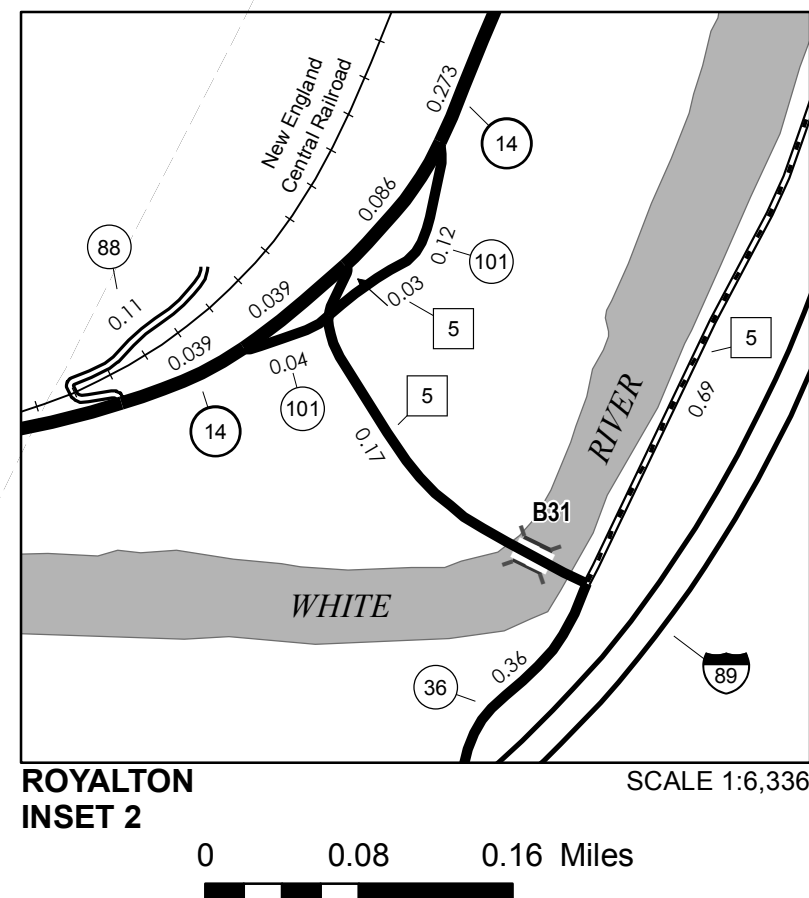 New England
Central Railroad
0.273
14
0.086
88
0.12
101
0.11
0.039
0.03
5
0.039
5
0.04
0.69
5
101
14
0.17
RIVER
B31
WHITE
0.36
36
89
ROYALTON
INSET 2
SCALE 1:6,336
0 0.08 0.16 Miles